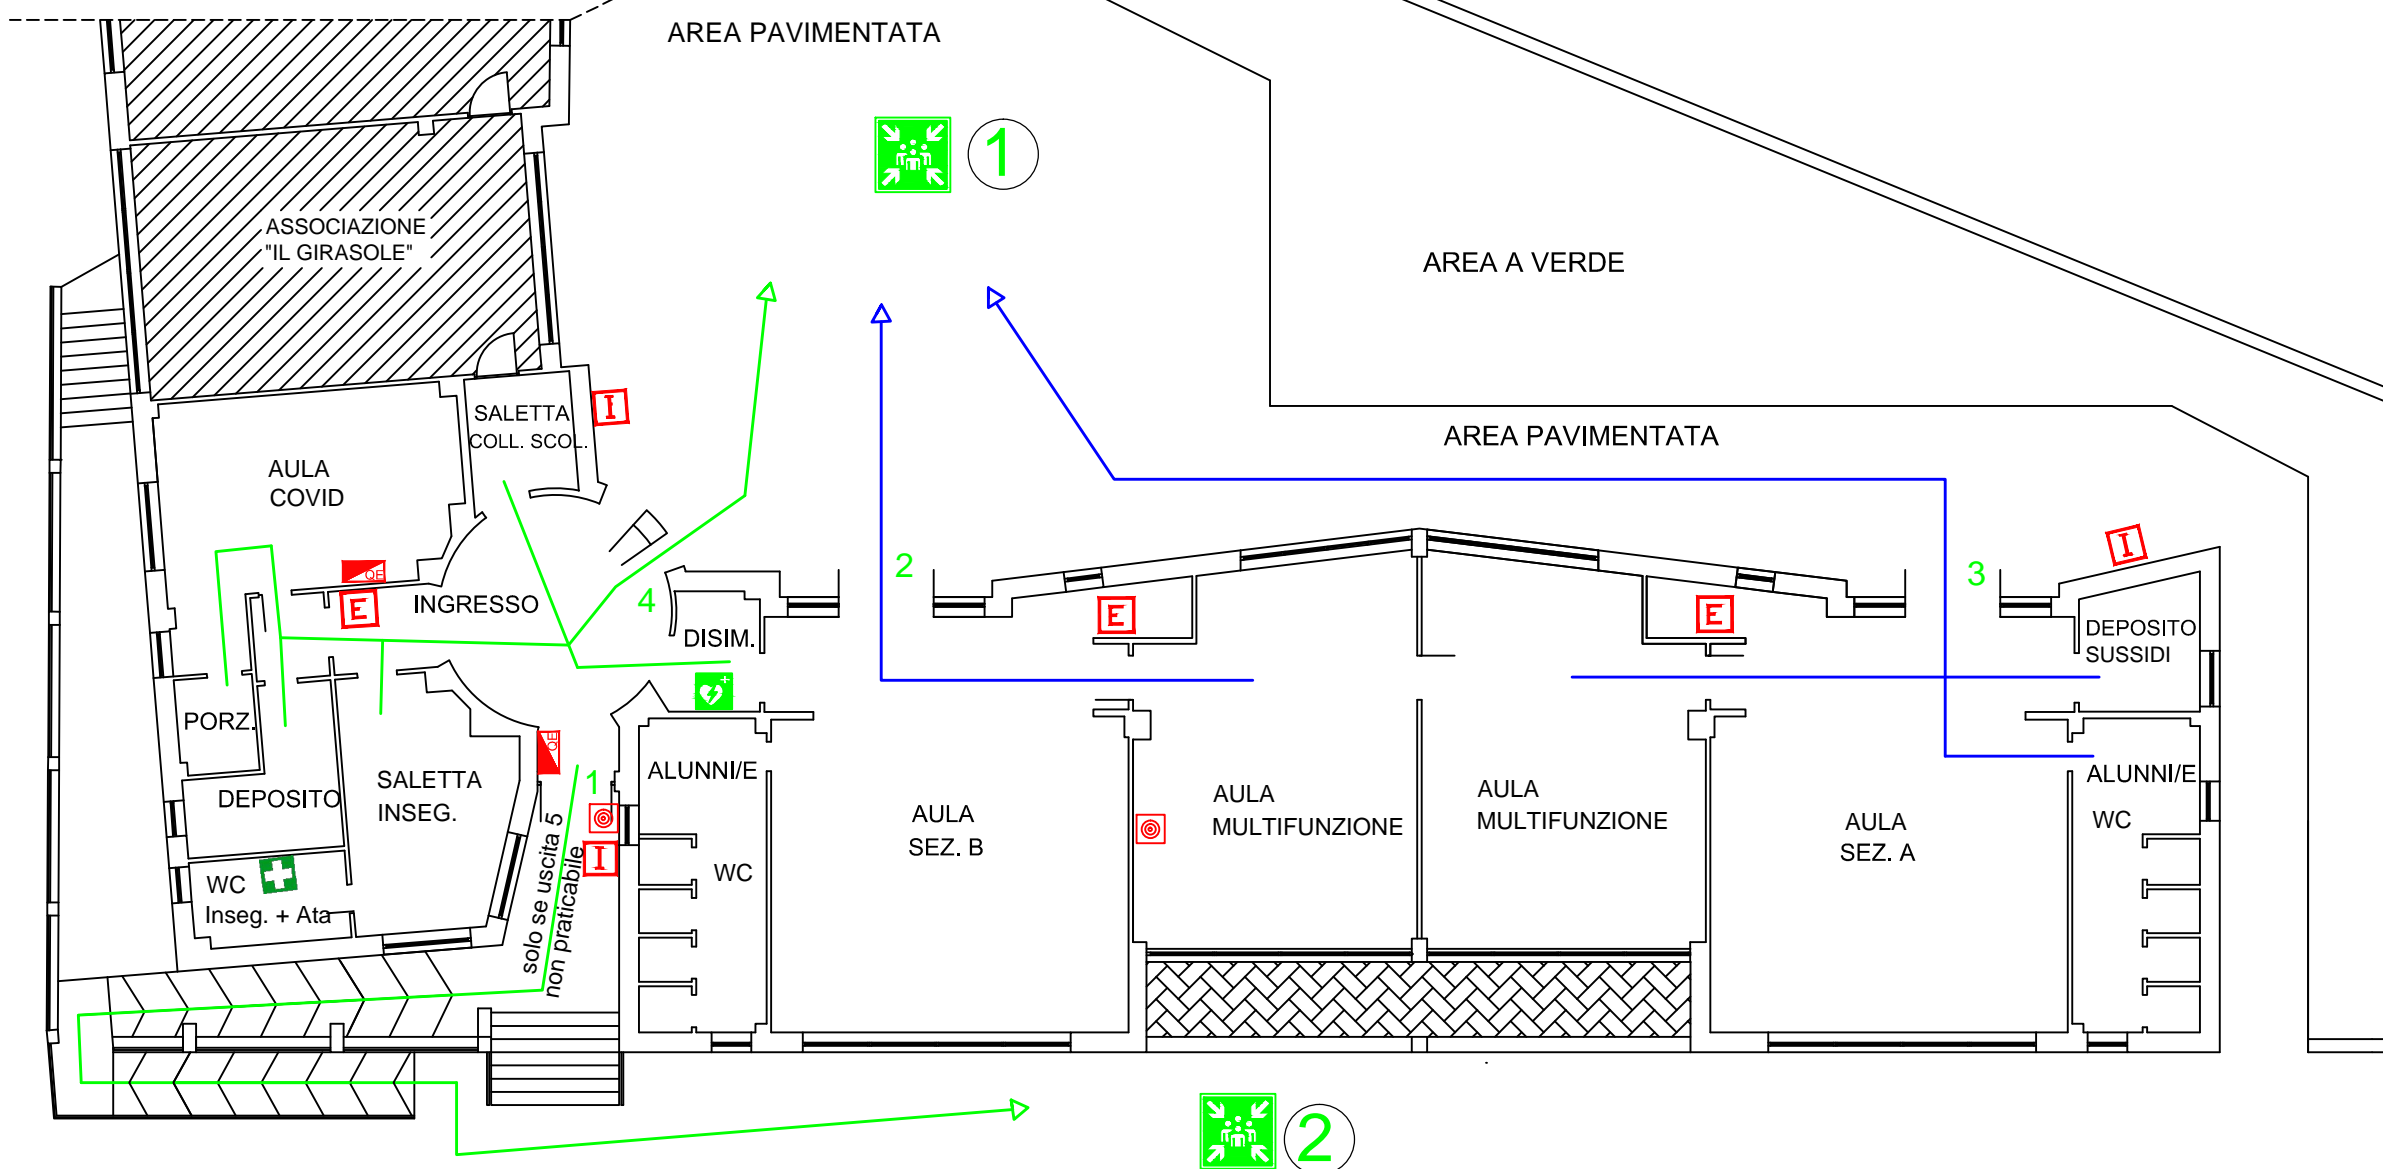 AREA PAVIMENTATA
1
ASSOCIAZIONE
"IL GIRASOLE"
AREA A VERDE
SALETTA
COLL. SCOL.
I
AREA PAVIMENTATA
AULA
COVID
QE
E
INGRESSO
4
2
3
I
DISIM.
E
E
DEPOSITO
SUSSIDI
PORZ.
SALETTA
INSEG.
DEPOSITO
QE
1
I
solo se uscita 5
non praticabile
ALUNNI/E
WC
AULA
SEZ. B
AULA
MULTIFUNZIONE
AULA
MULTIFUNZIONE
AULA
SEZ. A
ALUNNI/E
WC
WC
Inseg. + Ata
2